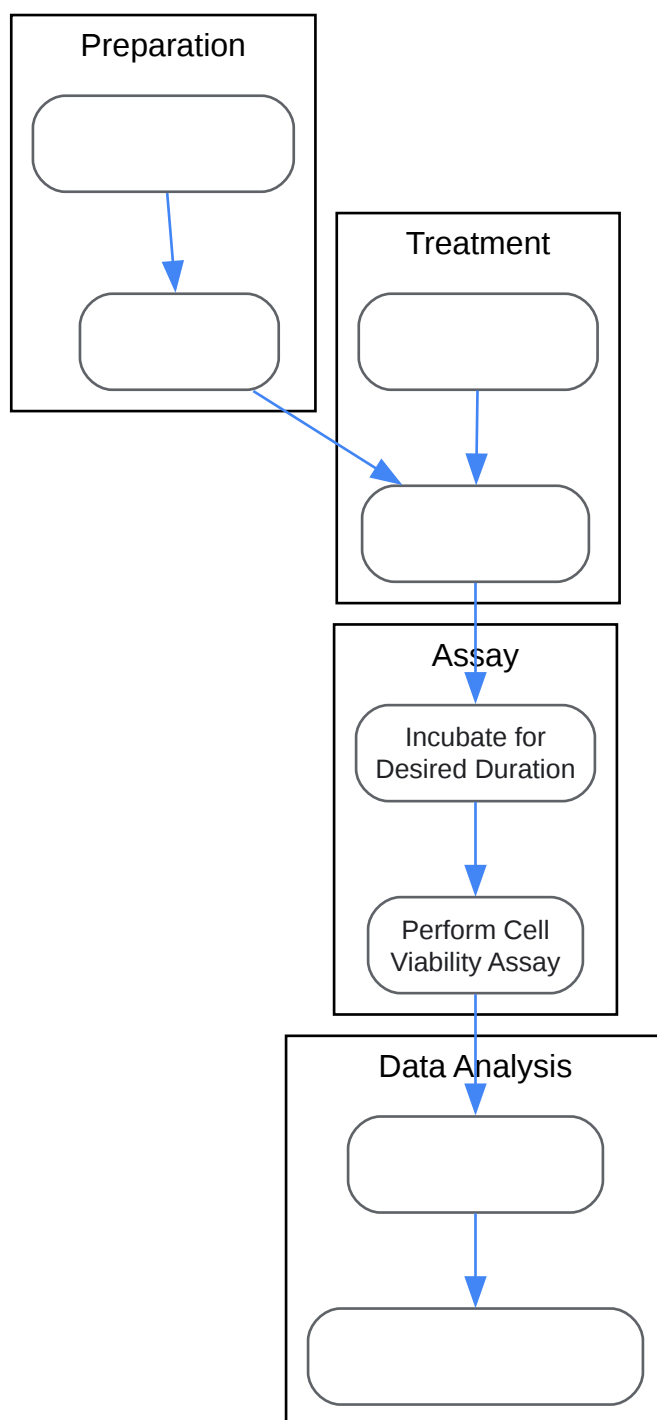 Preparation
Treatment
Assay
Incubate for
Desired Duration
Perform Cell
Viability Assay
Data Analysis